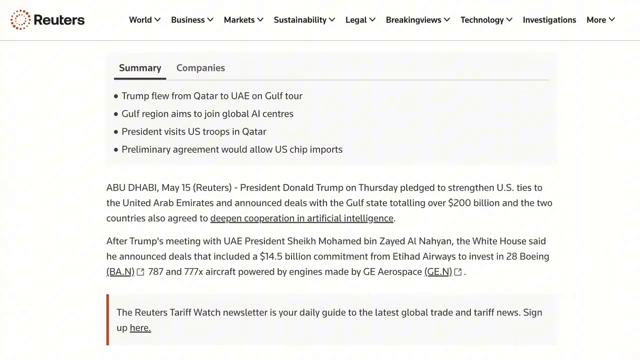 Reuters
World Business Markets Sustainability Legal Breakingviews Technology Investigations More
Summary Companies
Trump flew from Qatar to UAE on Gulf tour
Gulf region aims to join global AI centres
President visits US troops in Qatar
Preliminary agreement would allow US chip imports
ABU DHABI, May 15 (Reuters) - President Donald Trump on Thursday pledged to strengthen U.S. ties to
the United Arab Emirates and announced deals with the Gulf state totalling over $200 billion and the two
countries also agreed to deepen cooperation in artificial intelligence.
After Trump's meeting with UAE President Sheikh Mohamed bin Zayed Al Nahyan, the White House said
he announced deals that included a $14.5 billion commitment from Etihad Airways to invest in 28 Boeing
(BA.N) 787 and 777x aircraft powered by engines made by GE Aerospace (GE.N) .
The Reuters Tariff Watch newsletter is your daily guide to the latest global trade and tariff news. Sign
up here.